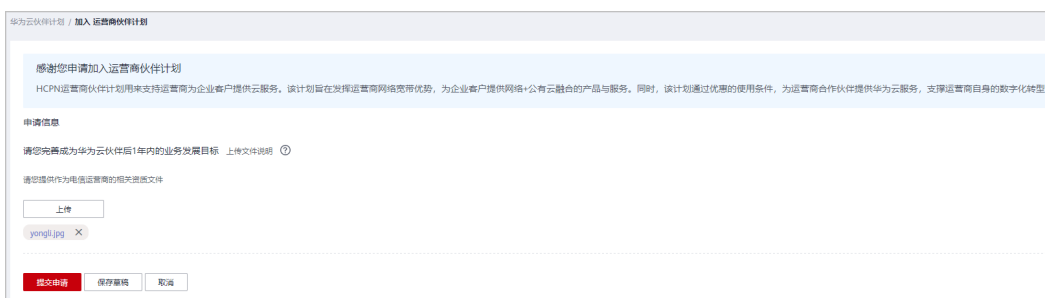 华为云伙伴计划 / 加入 运营商伙伴计划
感谢您申请加入运营商伙伴计划
HCPN运营商伙伴计划用来支持运营商为企业客户提供云服务。该计划旨在发挥运营商网络宽带优势，为企业客户提供网络+公有云融合的产品与服务。同时，该计划通过优惠的使用条件，为运营商合作伙伴提供华为云服务，支撑运营商自身的数字化转型
申请信息
请您完善成为华为云伙伴后1年内的业务发展目标 上传文件说明 ?
请您提供作为电信运营商的相关资质文件
上传
yongli.jpg ×
提交申请 保存草稿 取消